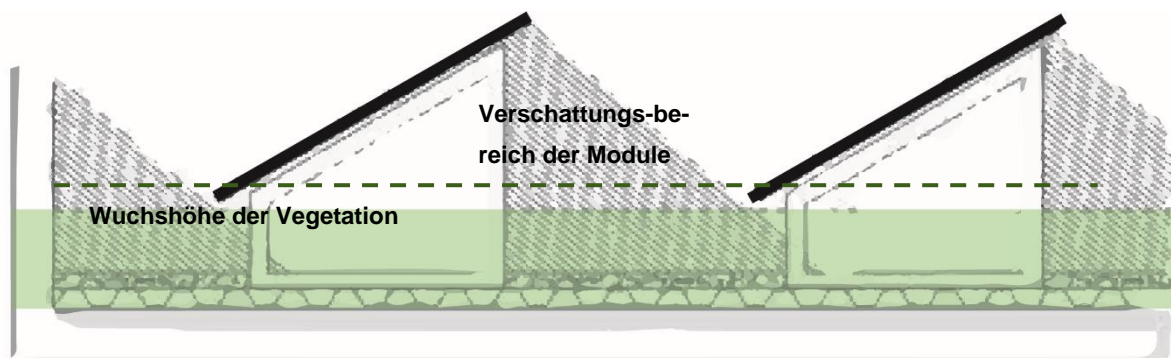 Verschattungs-be-
reich der Module
Wuchshöhe der Vegetation